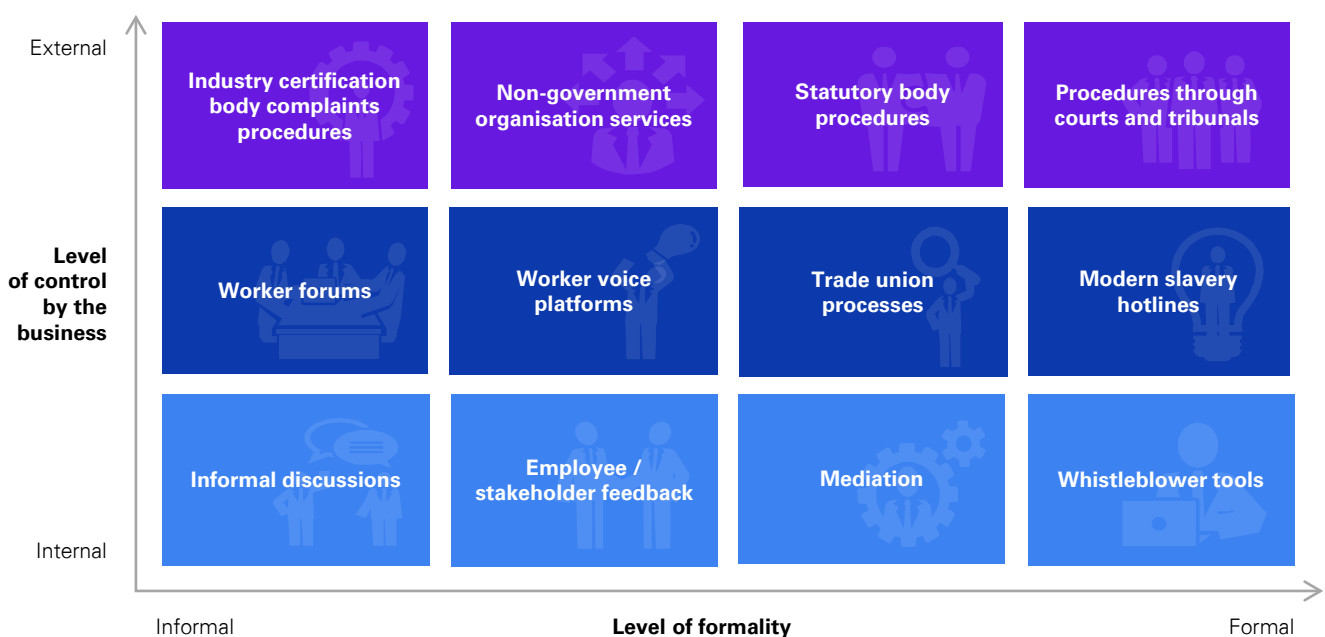 External
Industry certification
body complaints
procedures
Non-government
organisation services
Statutory body
procedures
Procedures through
courts and tribunals
Level
of control
by the
business
Worker forums
Worker voice
platforms
Trade union
processes
Modern slavery
hotlines
Informal discussions
Employee /
stakeholder feedback
Mediation
Whistleblower tools
Internal
Informal
Level of formality
Formal